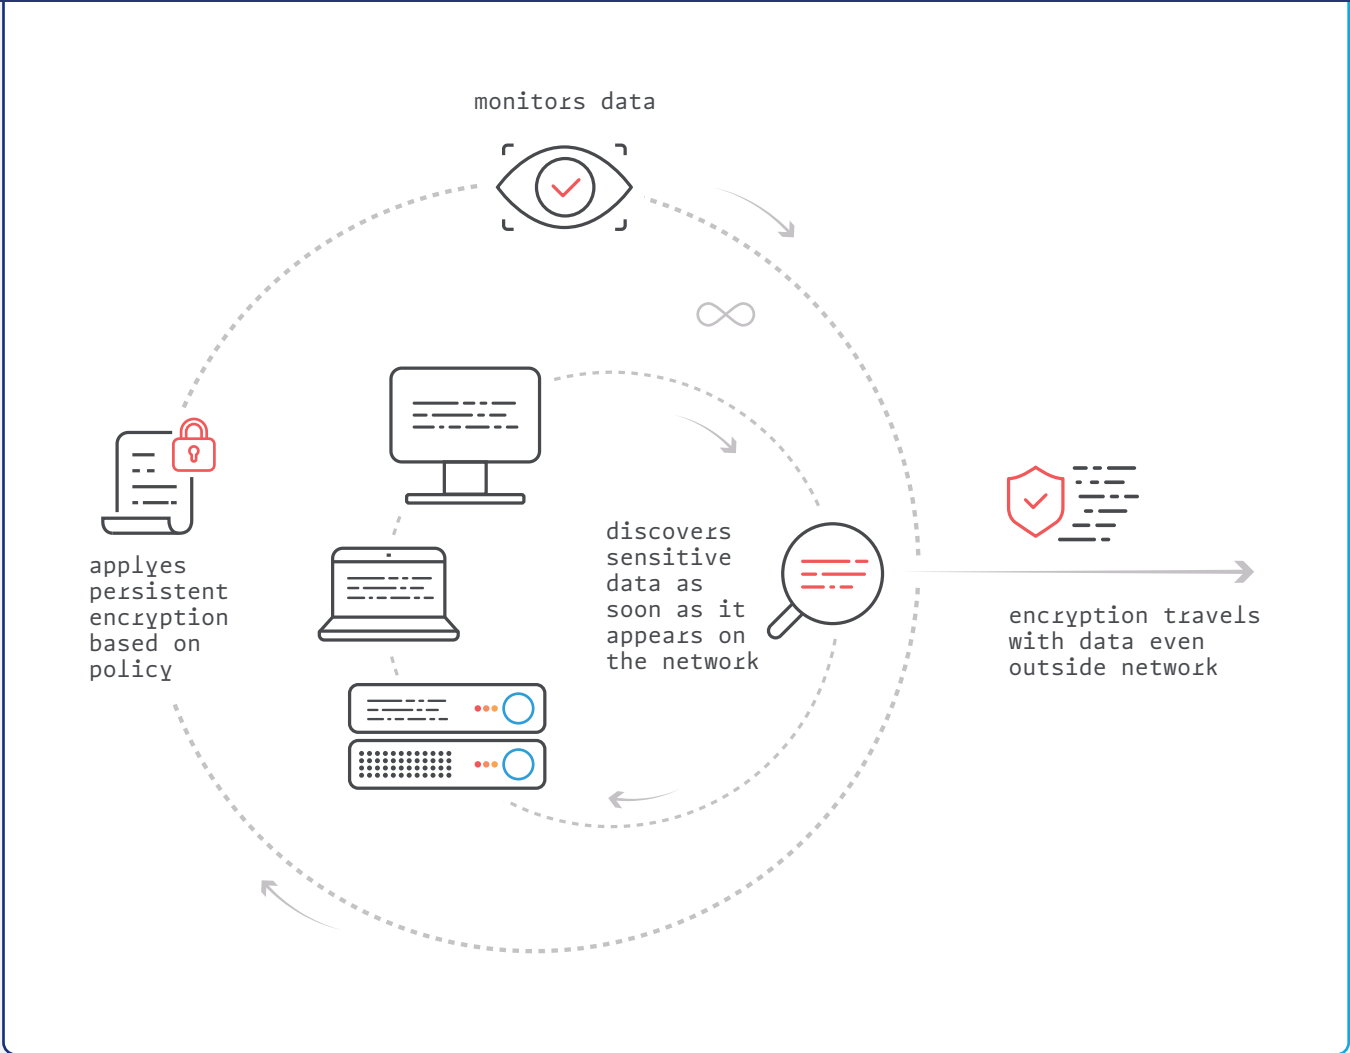 monitors data
applyes
persistent
encryption
based on
policy
discovers
sensitive
data as
soon as it
appears on
the network
encryption travels
with data even
outside network